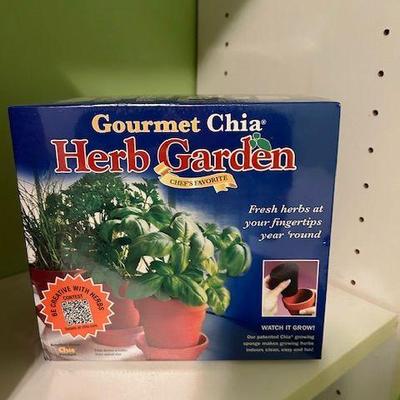 Gourmet Chia®
Herb Garden
CHEF'S FAVORITE
Fresh herbs at
your fingertips
year 'round
BE CREATIVE WITH HERBS
CONTEST
WATCH IT GROW!
Our patented Chia® growing
sponge makes growing herbs
indoors clean, easy and fun!
Chia